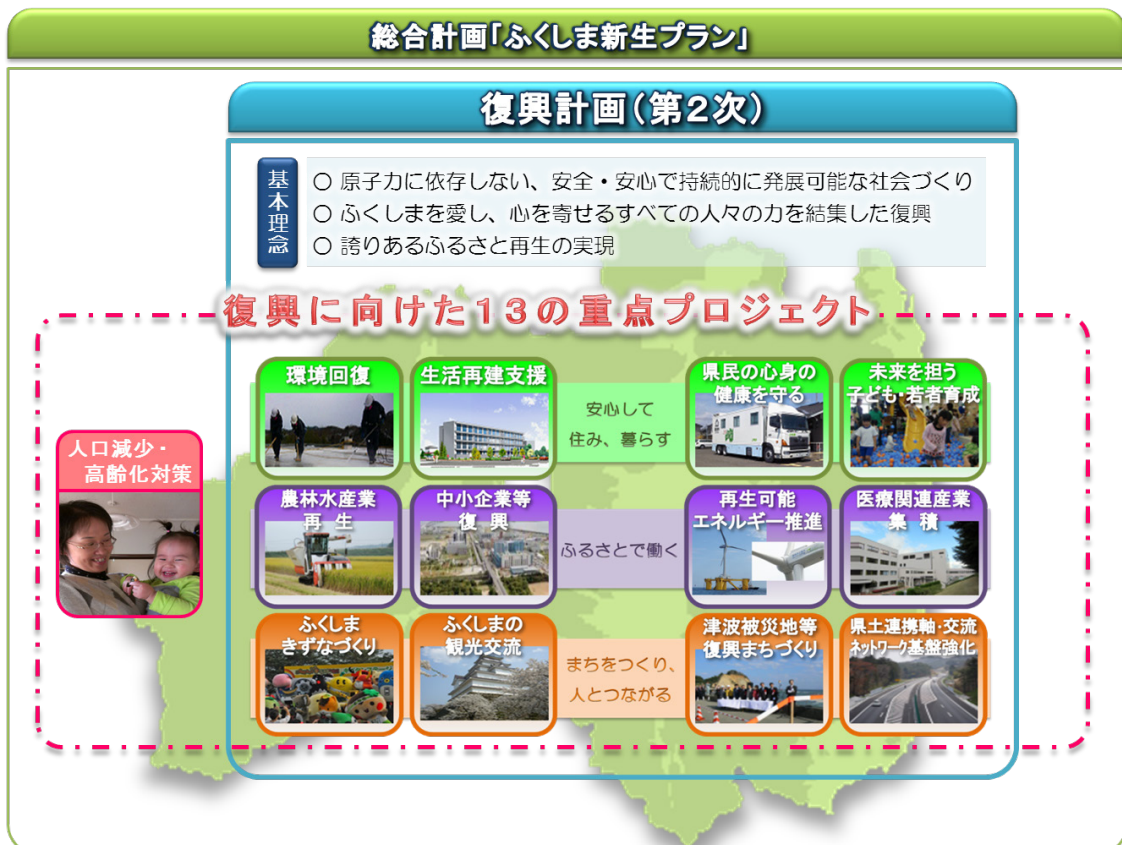 総合計画「ふくしま新生プラン」
復興計画(第2次)
基本理念
○ 原子力に依存しない、安全・安心で持続的に発展可能な社会づくり
○ ふくしまを愛し、心を寄せるすべての人々の力を結集した復興
○ 誇りあるふるさと再生の実現
復興に向けた13の重点プロジェクト
人口減少・
高齢化対策
環境回復
生活再建支援
安心して
住み、暮らす
県民の心身の
健康を守る
未来を担う
子ども・若者育成
農林水産業
再生
中小企業等
復興
ふるさとで働く
再生可能
エネルギー推進
医療関連産業
集積
ふくしま
きずなづくり
ふくしまの
観光交流
まちをつくり、
人とつながる
津波被災地等
復興まちづくり
県土連携軸・交流
ネットワーク基盤強化